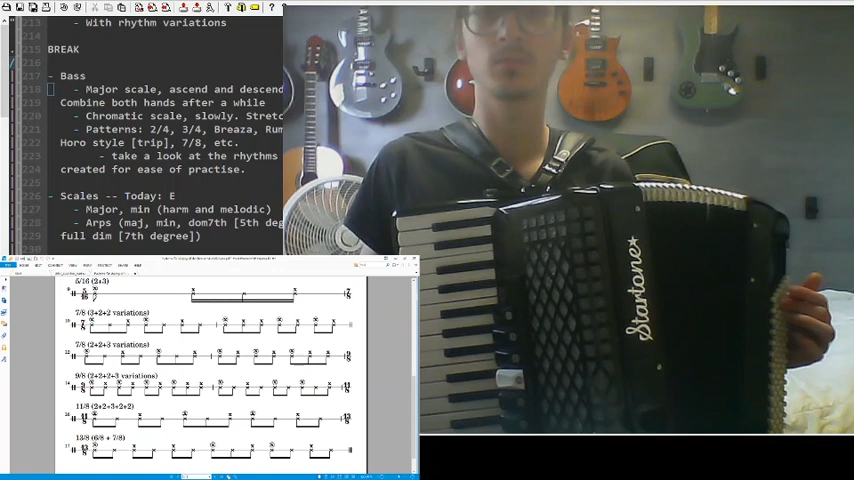 213 - With rhythm variations
214
215 BREAK
216
217 - Bass
218 - Major scale, ascend and descend
219 Combine both hands after a while
220 - Chromatic scale, slowly.
221 - Patterns: 2/4, 3/4, Breaza,
222 Horo style [trip], 7/8, etc.
223 - take a look at the rhythms
224 created for ease of practise.
225
226 - Scales -- Today: E
227 - Major, min (harm and melodic)
228 - Arps (maj, min, dom7th [5th
229 full dim [7th degree])
230
Startone
5/16 (2+3)
7/8 (3+2+2 variations)
7/8 (2+2+3 variations)
9/8 (2+2+2+3 variations)
11/8 (2+2+3+2+2)
13/8 (6/8 + 7/8)